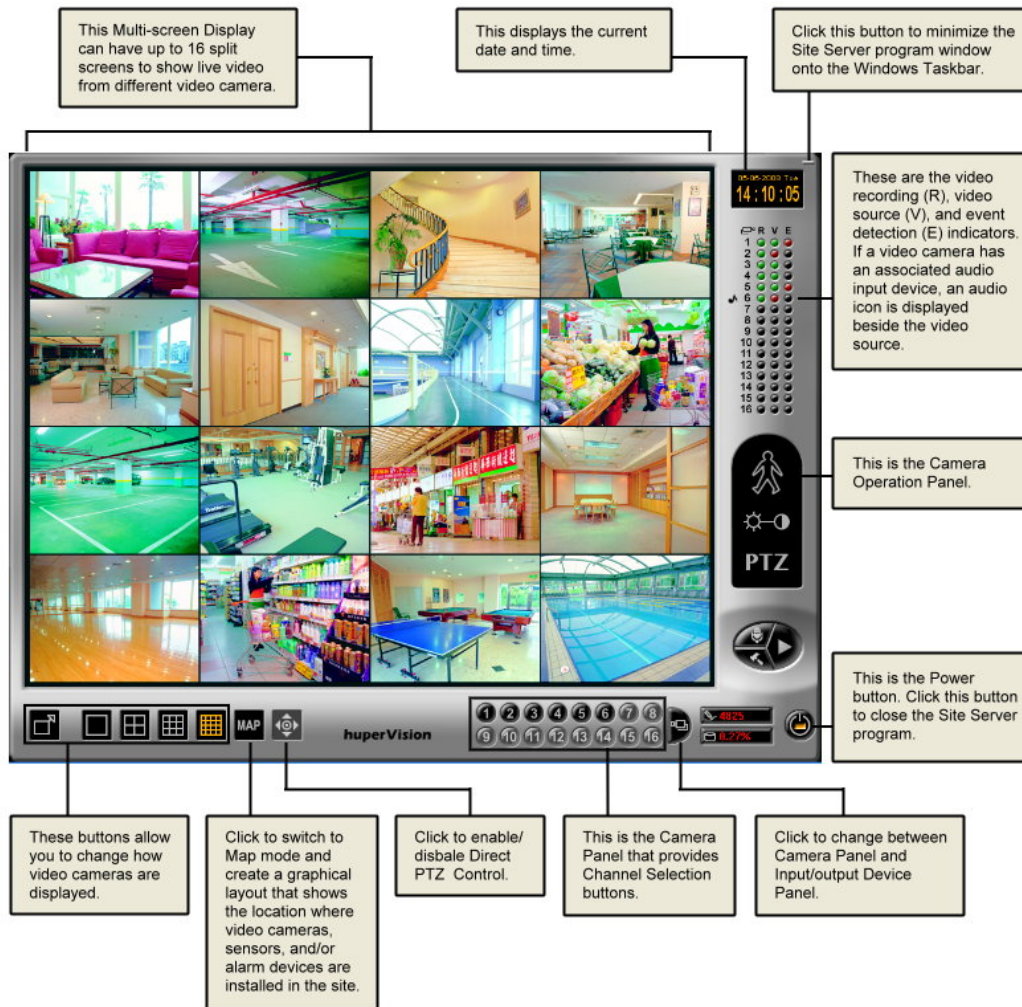 This Multi-screen Display
can have up to 16 split
screens to show live video
from different video camera.
This displays the current
date and time.
Click this button to minimize the
Site Server program window
onto the Windows Taskbar.
14:10:05
R V E
1
2
3
4
5
6
7
8
9
10
11
12
13
14
15
16
These are the video
recording (R), video
source (V), and event
detection (E) indicators.
If a video camera has
an associated audio
input device, an audio
icon is displayed
beside the video
source.
This is the Camera
Operation Panel.
PTZ
This is the Power
button. Click this button
to close the Site Server
program.
MAP
huperVision
1 2 3 4 5 6 7 8
9 10 11 12 13 14 15 16
4825
0.27%
These buttons allow
you to change how
video cameras are
displayed.
Click to switch to
Map mode and
create a graphical
layout that shows
the location where
video cameras,
sensors, and/or
alarm devices are
installed in the site.
Click to enable/
disbale Direct
PTZ Control.
This is the Camera
Panel that provides
Channel Selection
buttons.
Click to change between
Camera Panel and
Input/output Device
Panel.